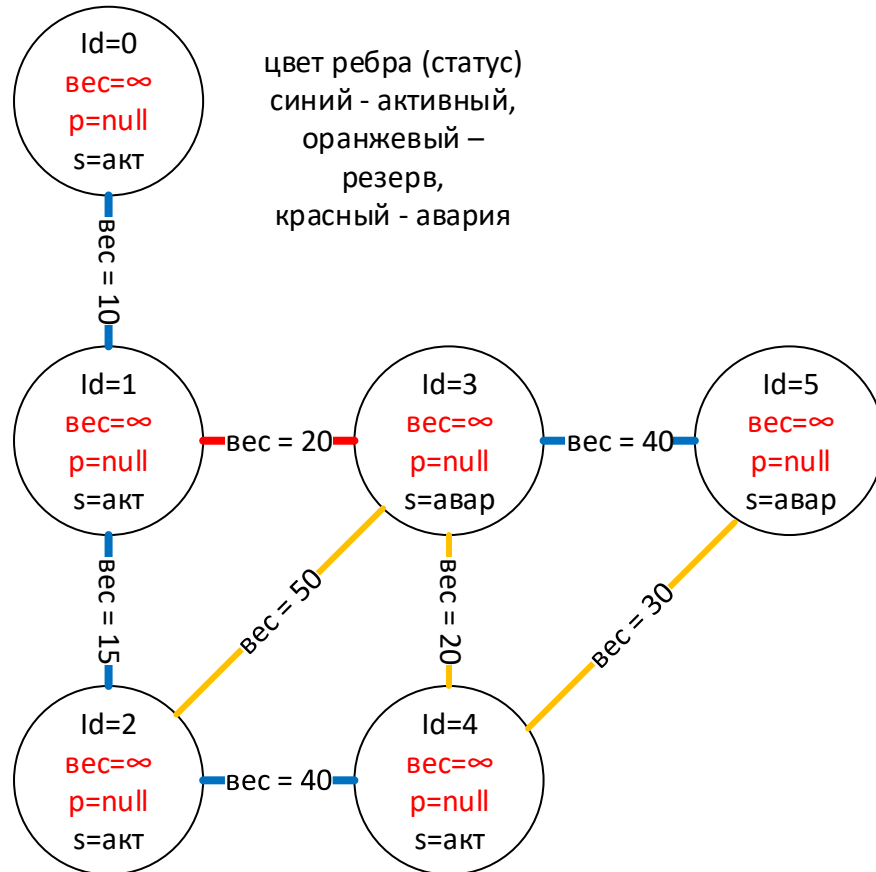 Id=0
вес=∞
p=null
s=акт
цвет ребра (статус)
синий - активный,
оранжевый –
резерв,
красный - авария
вес = 10
Id=1
вес=∞
p=null
s=акт
вес = 20
Id=3
вес=∞
p=null
s=авар
вес = 40
Id=5
вес=∞
p=null
s=авар
вес = 15
вес = 50
вес = 20
вес = 30
Id=2
вес=∞
p=null
s=акт
вес = 40
Id=4
вес=∞
p=null
s=акт